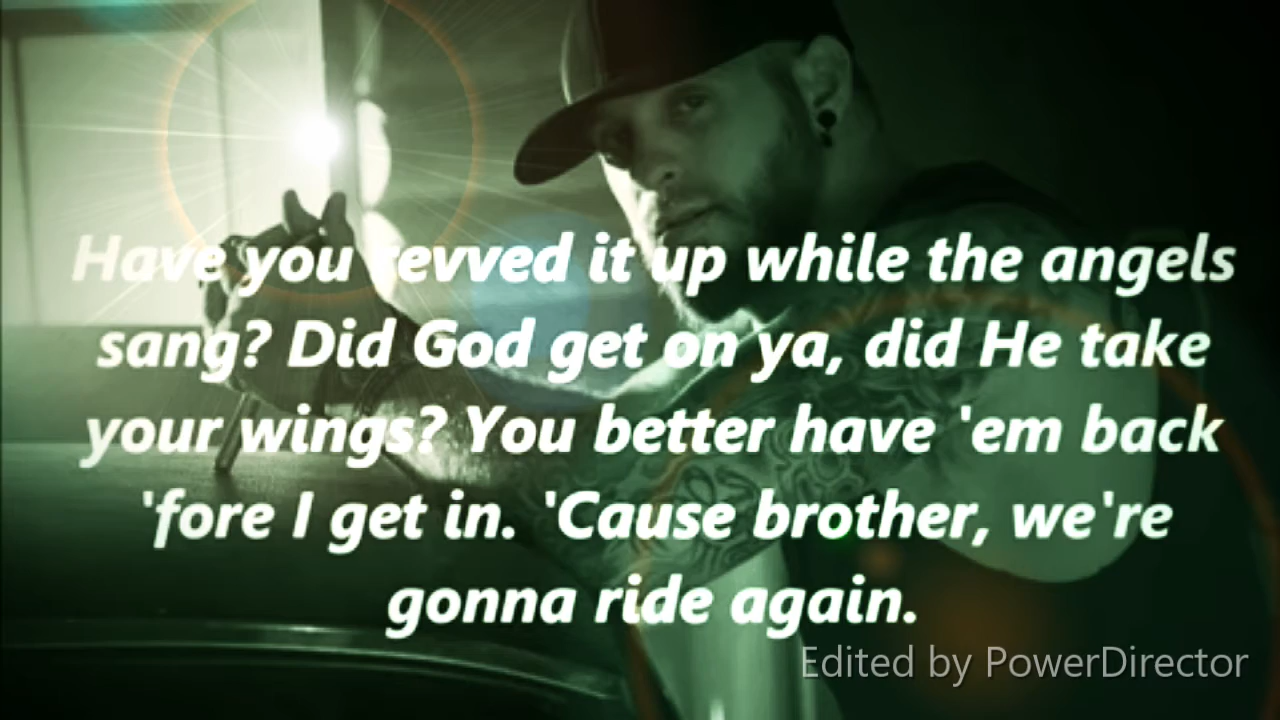 Have you revved it up while the angels
sang? Did God get on ya, did He take
your wings? You better have 'em back
'fore I get in. 'Cause brother, we're
gonna ride again.
Edited by PowerDirector